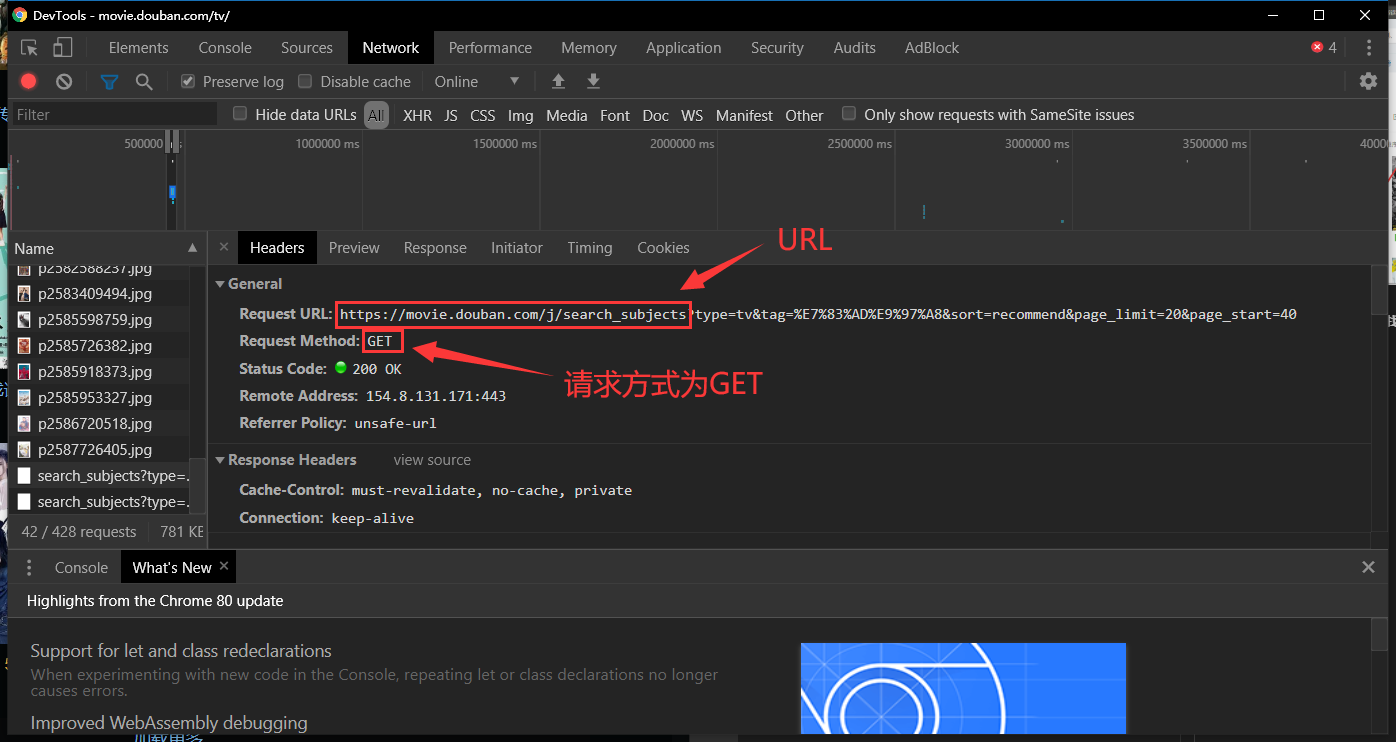 DevTools - movie.douban.com/tv/
Elements Console Sources Network Performance Memory Application Security Audits AdBlock 4
Preserve log Disable cache Online
Filter Hide data URLs All XHR JS CSS Img Media Font Doc WS Manifest Other Only show requests with SameSite issues
500000 1000000 ms 1500000 ms 2000000 ms 2500000 ms 3000000 ms 3500000 ms 40000
Name
Headers Preview Response Initiator Timing Cookies
URL
p2582588237.jpg
p2583409494.jpg
p2585598759.jpg
p2585726382.jpg
p2585918373.jpg
p2585953327.jpg
p2586720518.jpg
p2587726405.jpg
search_subjects?type=.
search_subjects?type=.
42 / 428 requests 781 KB
General
Request URL: https://movie.douban.com/j/search_subjects?type=tv&tag=%E7%83%AD%E9%97%A8&sort=recommend&page_limit=20&page_start=40
Request Method: GET
Status Code: 200 OK
请求方式为GET
Remote Address: 154.8.131.171:443
Referrer Policy: unsafe-url
Response Headers view source
Cache-Control: must-revalidate, no-cache, private
Connection: keep-alive
Console What's New
Highlights from the Chrome 80 update
Support for let and class redeclarations
When experimenting with new code in the Console, repeating let or class declarations no longer
causes errors.
Improved WebAssembly debugging